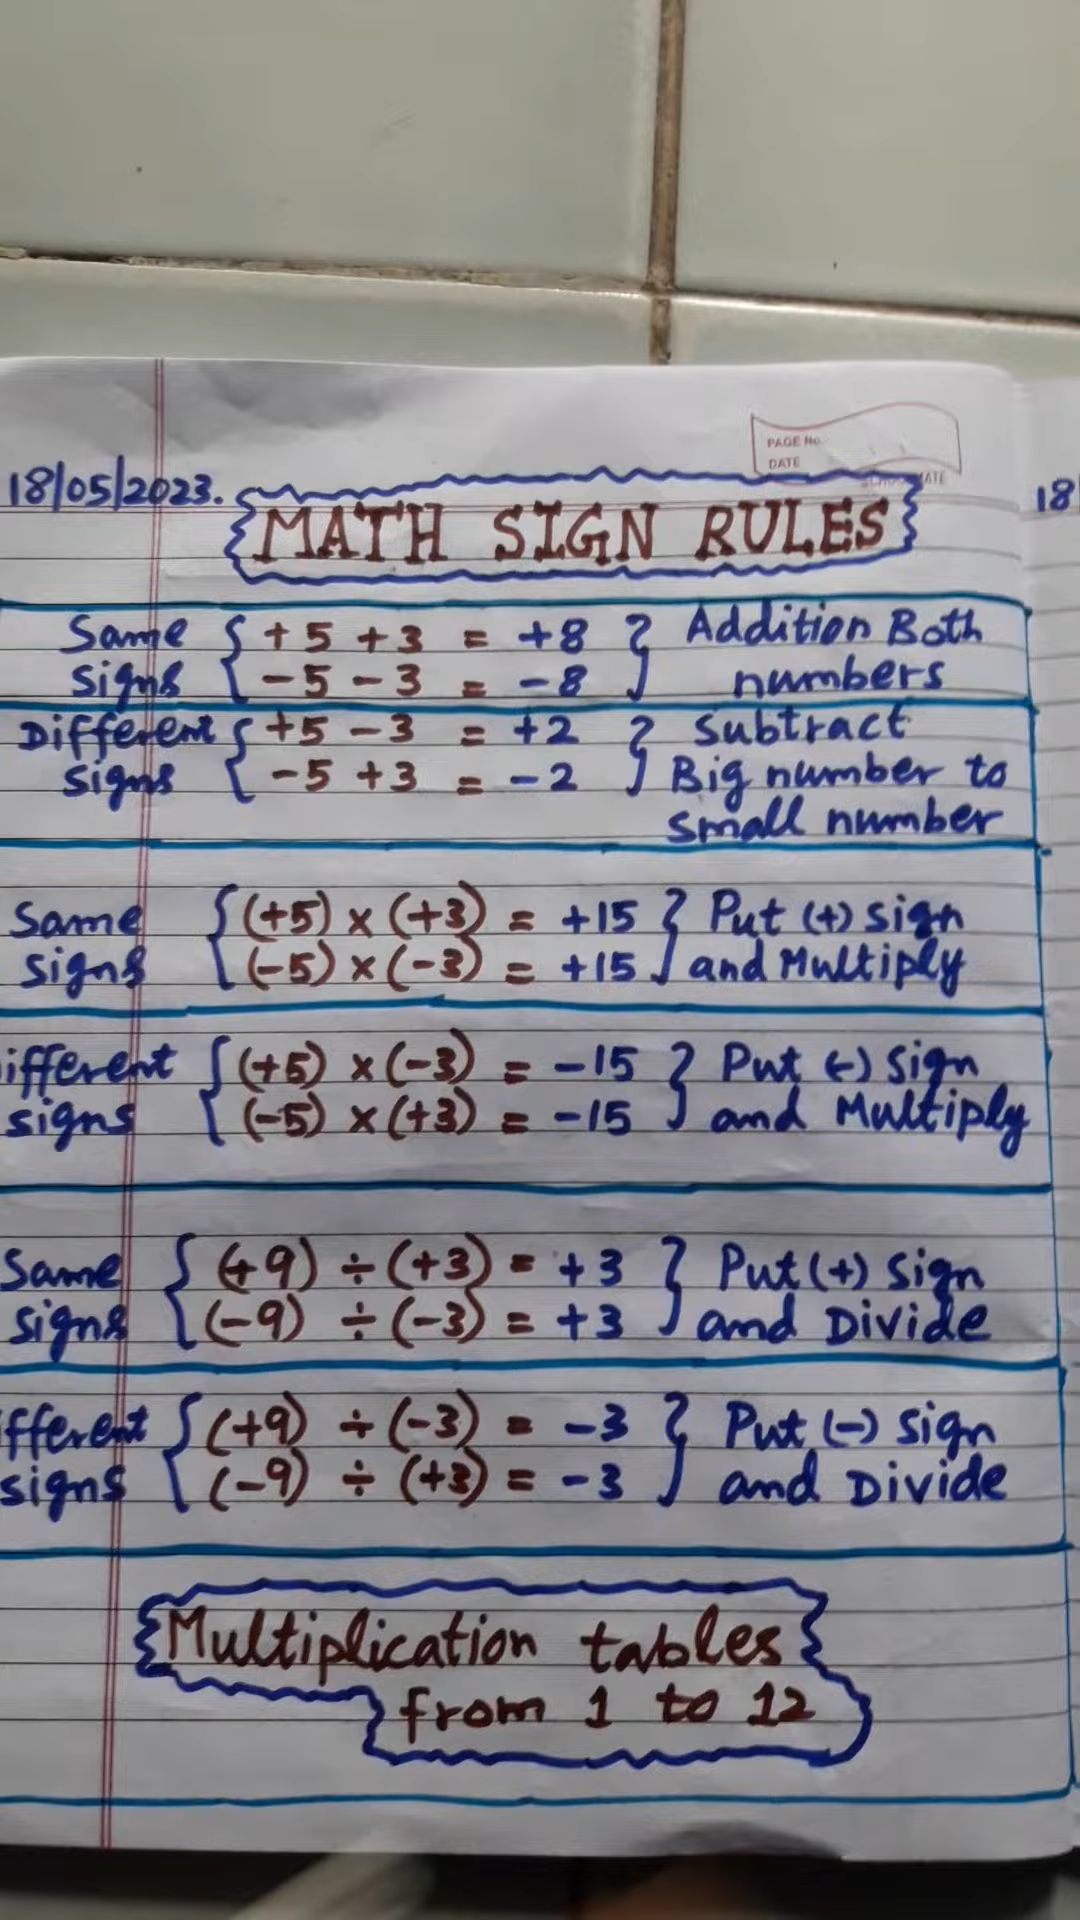 PAGE No.
DATE
18/05/2023.
MATH SIGN RULES
18
Same signs { +5 +3 = +8 } Addition Both
-5 -3 = -8 numbers
Different signs { +5 -3 = +2 } Subtract
-5 +3 = -2 Big number to
small number
Same signs { (+5) × (+3) = +15 } Put (+) sign
(-5) × (-3) = +15 and Multiply
ifferent signs { (+5) × (-3) = -15 } Put (-) sign
(-5) × (+3) = -15 and Multiply
Same signs { (+9) ÷ (+3) = +3 } Put (+) sign
(-9) ÷ (-3) = +3 and Divide
fferent signs { (+9) ÷ (-3) = -3 } Put (-) sign
(-9) ÷ (+3) = -3 and Divide
Multiplication tables
from 1 to 12